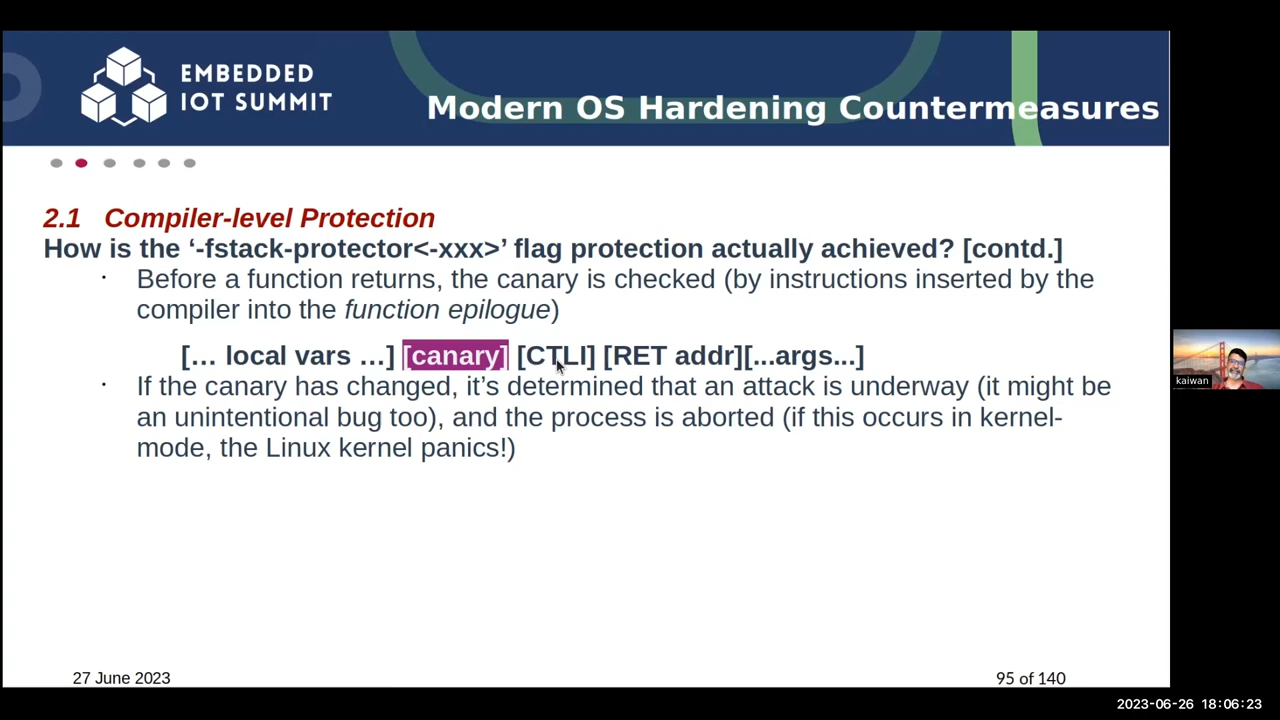 EMBEDDED
IOT SUMMIT
Modern OS Hardening Countermeasures
2.1 Compiler-level Protection
How is the ‘-fstack-protector<-xxx>’ flag protection actually achieved? [contd.]
· Before a function returns, the canary is checked (by instructions inserted by the
compiler into the function epilogue)
[… local vars …] [canary] [CTLI] [RET addr][...args...]
· If the canary has changed, it’s determined that an attack is underway (it might be
an unintentional bug too), and the process is aborted (if this occurs in kernel-
mode, the Linux kernel panics!)
kaiwan
27 June 2023
95 of 140
2023-06-26 18:06:23